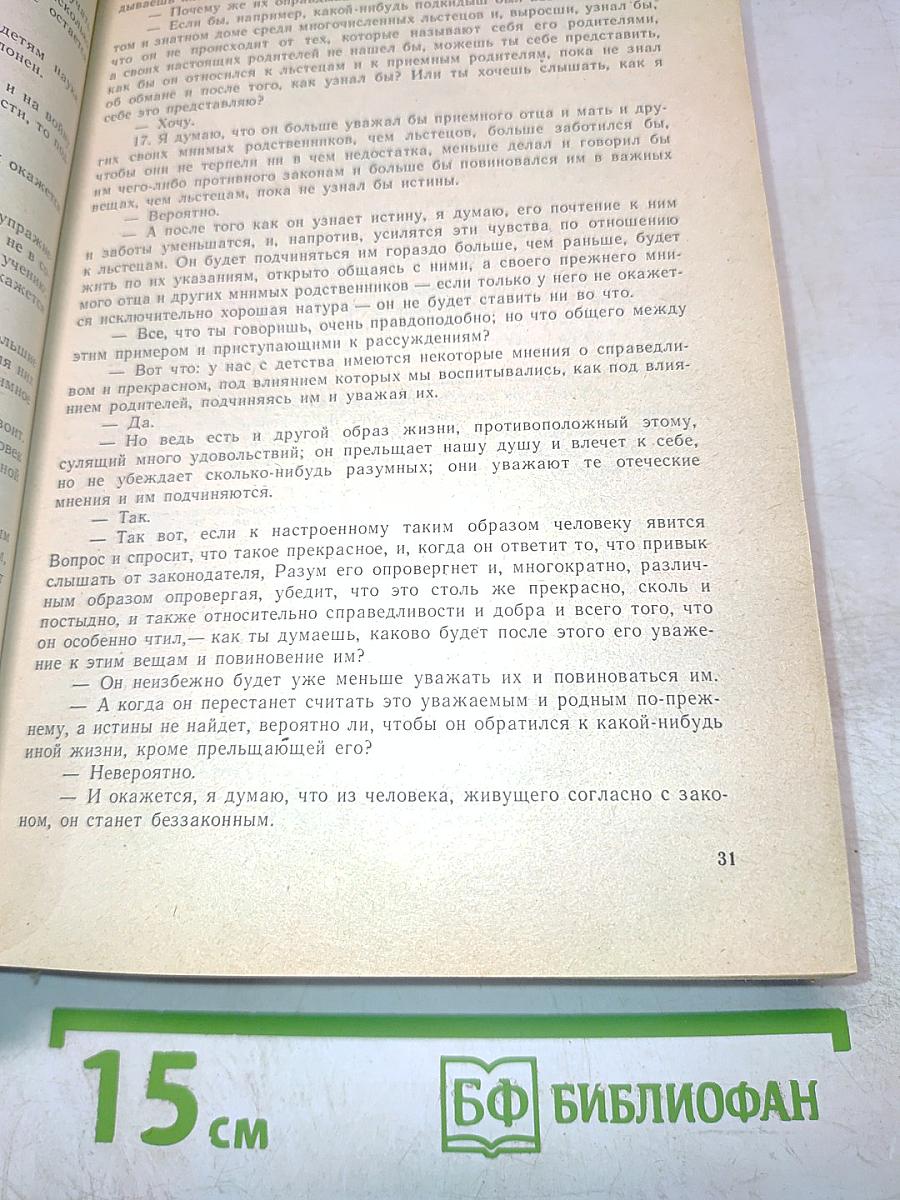 — Почему же их
— Если бы, например, какой-нибудь подкидыш был
том и знатном доме среди многочисленных льстецов и, выросши, узнал бы,
что он не происходит от тех, которые называют себя его родителями,
а своих настоящих родителей не нашел бы, можешь ты себе представить,
как бы он относился к льстецам и к приемным родителям, пока не знал
об обмане и после того, как узнал бы? Или ты хочешь слышать, как я
себе это представляю?
— Хочу.
17. Я думаю, что он больше уважал бы приемного отца и мать и дру-
гих своих мнимых родственников, чем льстецов, больше заботился бы,
чтобы они не терпели ни в чем недостатка, меньше делал и говорил бы
им чего-либо противного законам и больше бы повиновался им в важных
вещах, чем льстецам, пока не узнал бы истины.
— Вероятно.
— А после того как он узнает истину, я думаю, его почтение к ним
и заботы уменьшатся, и, напротив, усилятся эти чувства по отношению
к льстецам. Он будет подчиняться им гораздо больше, чем раньше, будет
жить по их указаниям, открыто общаясь с ними, а своего прежнего мни-
мого отца и других мнимых родственников — если только у него не окажет-
ся исключительно хорошая натура — он не будет ставить ни во что.
— Все, что ты говоришь, очень правдоподобно; но что общего между
этим примером и приступающими к рассуждениям?
— Вот что: у нас с детства имеются некоторые мнения о справедли-
вом и прекрасном, под влиянием которых мы воспитывались, как под влия-
нием родителей, подчиняясь им и уважая их.
— Да.
— Но ведь есть и другой образ жизни, противоположный этому,
сулящий много удовольствий; он прельщает нашу душу и влечет к себе,
но не убеждает сколько-нибудь разумных; они уважают те отеческие
мнения и им подчиняются.
— Так.
— Так вот, если к настроенному таким образом человеку явится
Вопрос и спросит, что такое прекрасное, и, когда он ответит то, что привык
слышать от законодателя, Разум его опровергнет и, многократно, различ-
ным образом опровергая, убедит, что это столь же прекрасно, сколь и
постыдно, и также относительно справедливости и добра и всего того, что
он особенно чтил,— как ты думаешь, каково будет после этого его уваже-
ние к этим вещам и повиновение им?
— Он неизбежно будет уже меньше уважать их и повиноваться им.
— А когда он перестанет считать это уважаемым и родным по-преж-
нему, а истины не найдет, вероятно ли, чтобы он обратился к какой-нибудь
иной жизни, кроме прельщающей его?
— Невероятно.
— И окажется, я думаю, что из человека, живущего согласно с зако-
ном, он станет беззаконным.
31
15 см
БФ БИБЛИОФАН